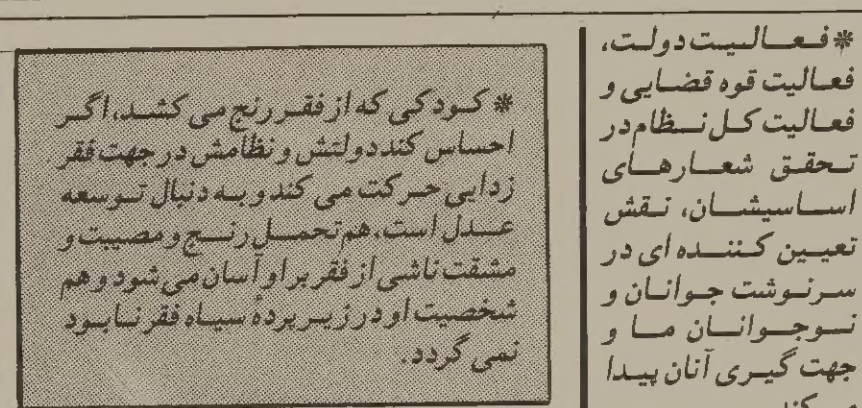 * فعالیت دولت،
فعالیت قوه قضایی و
فعالیت کل نظام در
تحقق شعارهای
اساسیشان، نقش
تعیین کننده ای در
سرنوشت جوانان و
نوجوانان ما و
جهت گیری آنان پیدا
* کودکی که از فقر رنج می کشد، اگر
احساس کند دولتش و نظامش در جهت فقر
زدایی حرکت می کند و به دنبال توسعه
عدل است، هم تحمل رنج و مصیبت و
مشقت ناشی از فقر بر او آسان می شود و هم
شخصیت او در زیر پردهٔ سیاه فقر نابود
نمی گردد.